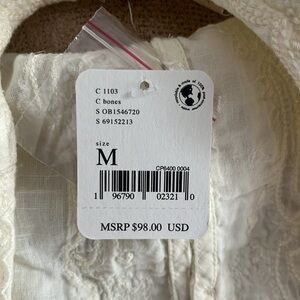 C 1103
C bones
S OB1546720
S 69152213
size
M
CP6400 0004
1 96790 02321 0
MSRP $98.00 USD